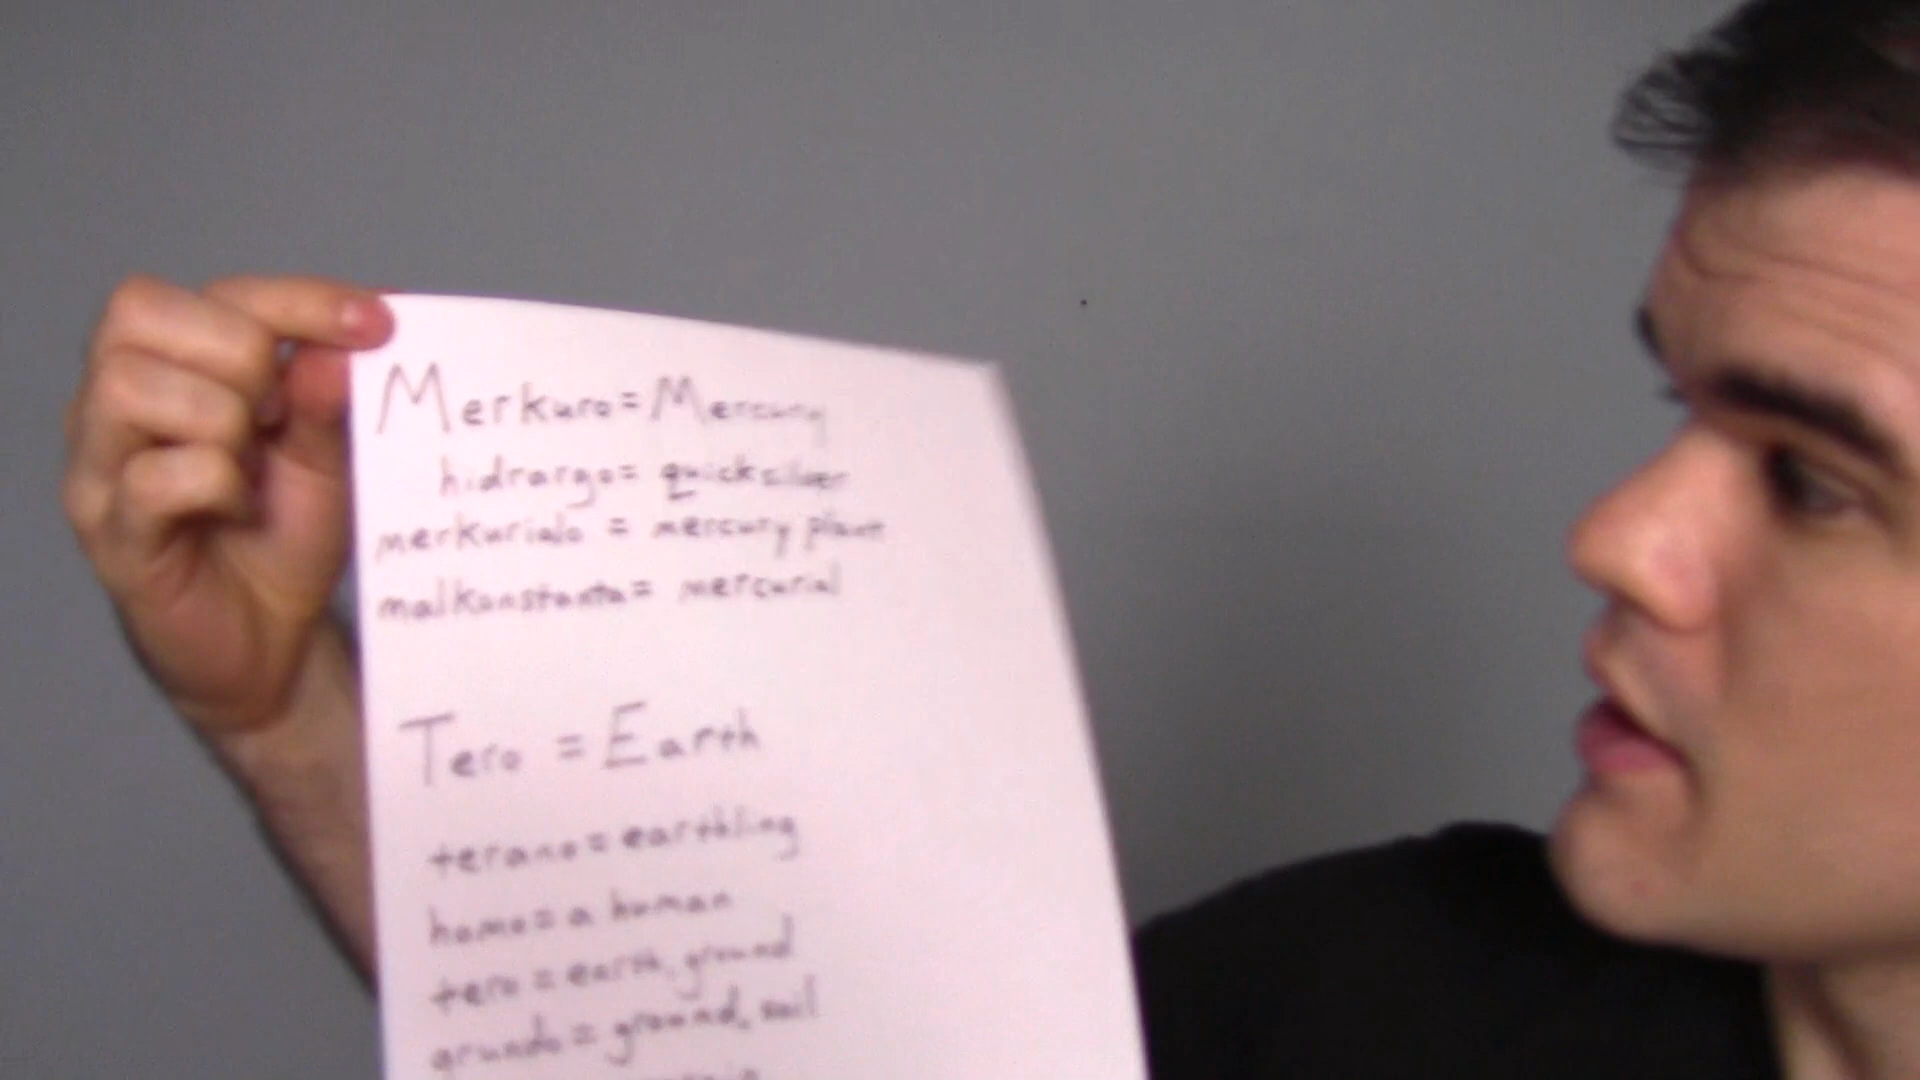 Merkuro = Mercury
hidrargo = quicksilver
merkurialo = mercury plant
malkonstanta = mercurial
Tero = Earth
terano = earthling
homo = a human
tero = earth, ground
grundo = ground, soil